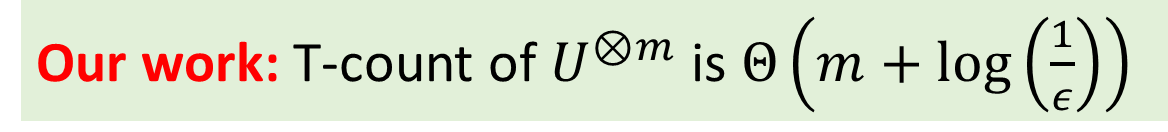 Our work: T-count of 𝑈^{⊗𝑚} is Θ(𝑚 + log(1/𝜖))